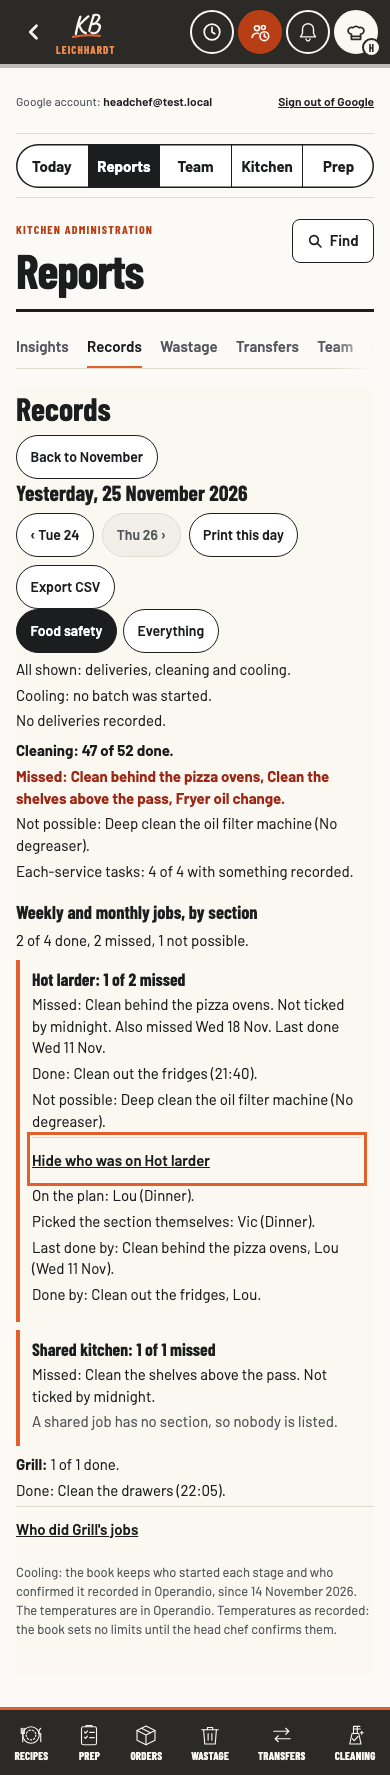 KB
LEICHHARDT
H
Google account: headchef@test.local
Sign out of Google
Today
Reports
Team
Kitchen
Prep
KITCHEN ADMINISTRATION
Reports
Find
Insights
Records
Wastage
Transfers
Team
Records
Back to November
Yesterday, 25 November 2026
‹ Tue 24
Thu 26 ›
Print this day
Export CSV
Food safety
Everything
All shown: deliveries, cleaning and cooling.
Cooling: no batch was started.
No deliveries recorded.
Cleaning: 47 of 52 done.
Missed: Clean behind the pizza ovens, Clean the
shelves above the pass, Fryer oil change.
Not possible: Deep clean the oil filter machine (No
degreaser).
Each-service tasks: 4 of 4 with something recorded.
Weekly and monthly jobs, by section
2 of 4 done, 2 missed, 1 not possible.
Hot larder: 1 of 2 missed
Missed: Clean behind the pizza ovens. Not ticked
by midnight. Also missed Wed 18 Nov. Last done
Wed 11 Nov.
Done: Clean out the fridges (21:40).
Not possible: Deep clean the oil filter machine (No
degreaser).
Hide who was on Hot larder
On the plan: Lou (Dinner).
Picked the section themselves: Vic (Dinner).
Last done by: Clean behind the pizza ovens, Lou
(Wed 11 Nov).
Done by: Clean out the fridges, Lou.
Shared kitchen: 1 of 1 missed
Missed: Clean the shelves above the pass. Not
ticked by midnight.
A shared job has no section, so nobody is listed.
Grill: 1 of 1 done.
Done: Clean the drawers (22:05).
Who did Grill's jobs
Cooling: the book keeps who started each stage and who
confirmed it recorded in Operandio, since 14 November 2026.
The temperatures are in Operandio. Temperatures as recorded:
the book sets no limits until the head chef confirms them.
RECIPES
PREP
ORDERS
WASTAGE
TRANSFERS
CLEANING